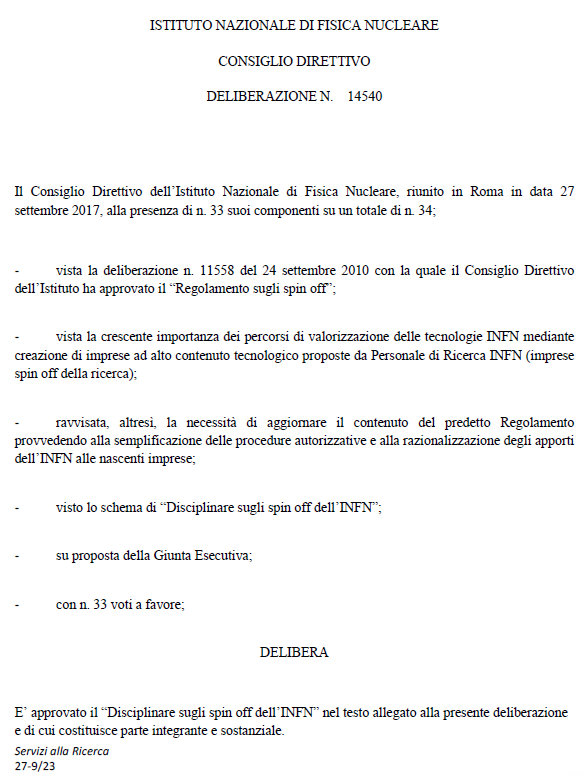 ISTITUTO NAZIONALE DI FISICA NUCLEARE
CONSIGLIO DIRETTIVO
DELIBERAZIONE N. 14540
Il Consiglio Direttivo dell'Istituto Nazionale di Fisica Nucleare, riunito in Roma in data 27
settembre 2017, alla presenza di n. 33 suoi componenti su un totale di n. 34;
- vista la deliberazione n. 11558 del 24 settembre 2010 con la quale il Consiglio Direttivo
dell'Istituto ha approvato il “Regolamento sugli spin off”;
- vista la crescente importanza dei percorsi di valorizzazione delle tecnologie INFN mediante
creazione di imprese ad alto contenuto tecnologico proposte da Personale di Ricerca INFN (imprese
spin off della ricerca);
- ravvisata, altresì, la necessità di aggiornare il contenuto del predetto Regolamento
provvedendo alla semplificazione delle procedure autorizzative e alla razionalizzazione degli apporti
dell'INFN alle nascenti imprese;
- visto lo schema di “Disciplinare sugli spin off dell'INFN”;
- su proposta della Giunta Esecutiva;
- con n. 33 voti a favore;
DELIBERA
E' approvato il “Disciplinare sugli spin off dell'INFN” nel testo allegato alla presente deliberazione
e di cui costituisce parte integrante e sostanziale.
Servizi alla Ricerca
27-9/23